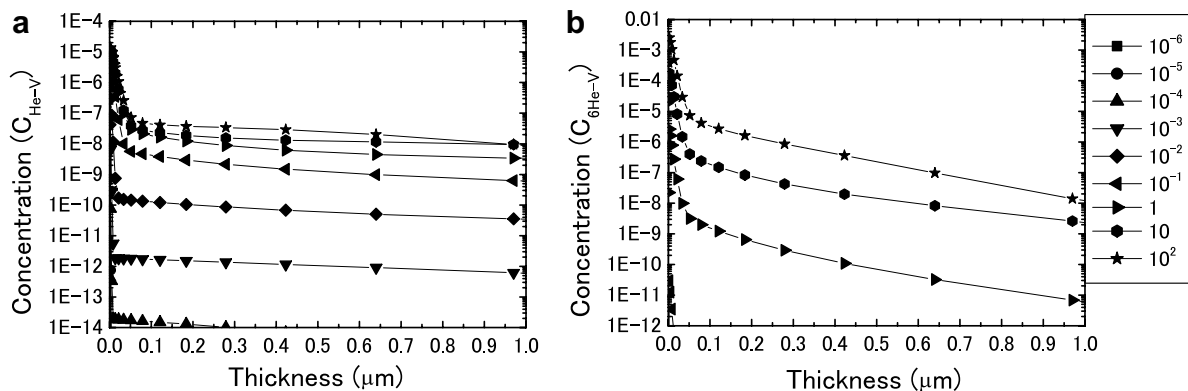 a
Concentration (C_He-V)
1E-4
1E-5
1E-6
1E-7
1E-8
1E-9
1E-10
1E-11
1E-12
1E-13
1E-14
0.0 0.1 0.2 0.3 0.4 0.5 0.6 0.7 0.8 0.9 1.0
Thickness (μm)
b
Concentration (C_6He-V)
0.01
1E-3
1E-4
1E-5
1E-6
1E-7
1E-8
1E-9
1E-10
1E-11
1E-12
0.0 0.1 0.2 0.3 0.4 0.5 0.6 0.7 0.8 0.9 1.0
Thickness (μm)
10⁻⁶
10⁻⁵
10⁻⁴
10⁻³
10⁻²
10⁻¹
1
10
10²